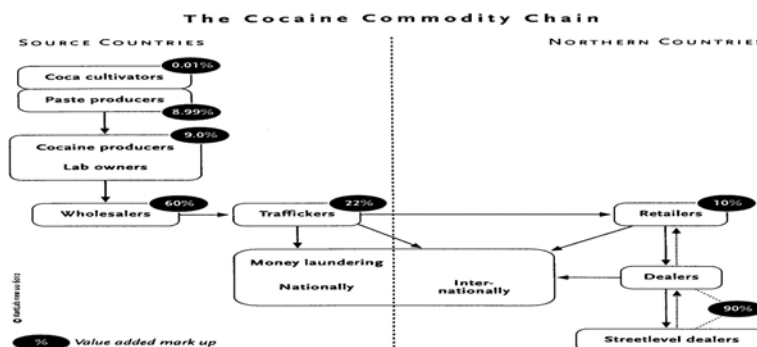 The Cocaine Commodity Chain
SOURCE COUNTRIES
NORTHERN COUNTRIES
0.01%
Coca cultivators
Paste producers
8.99%
9.0%
Cocaine producers
Lab owners
60%
Wholesalers
22%
Traffickers
10%
Retailers
Money laundering
Nationally
Inter-
nationally
Dealers
90%
Streetlevel dealers
% Value added mark up